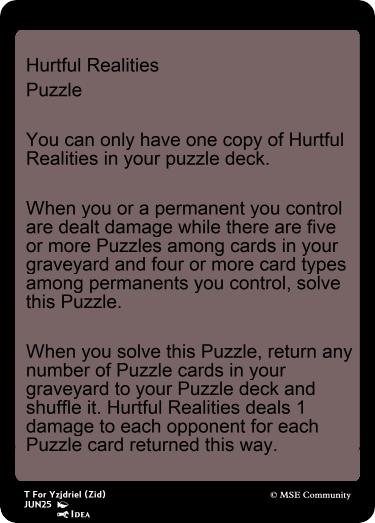 Hurtful Realities
Puzzle
You can only have one copy of Hurtful
Realities in your puzzle deck.
When you or a permanent you control
are dealt damage while there are five
or more Puzzles among cards in your
graveyard and four or more card types
among permanents you control, solve
this Puzzle.
When you solve this Puzzle, return any
number of Puzzle cards in your
graveyard to your Puzzle deck and
shuffle it. Hurtful Realities deals 1
damage to each opponent for each
Puzzle card returned this way.
T For Yzjdriel (Zid)
© MSE Community
JUN25
Idea